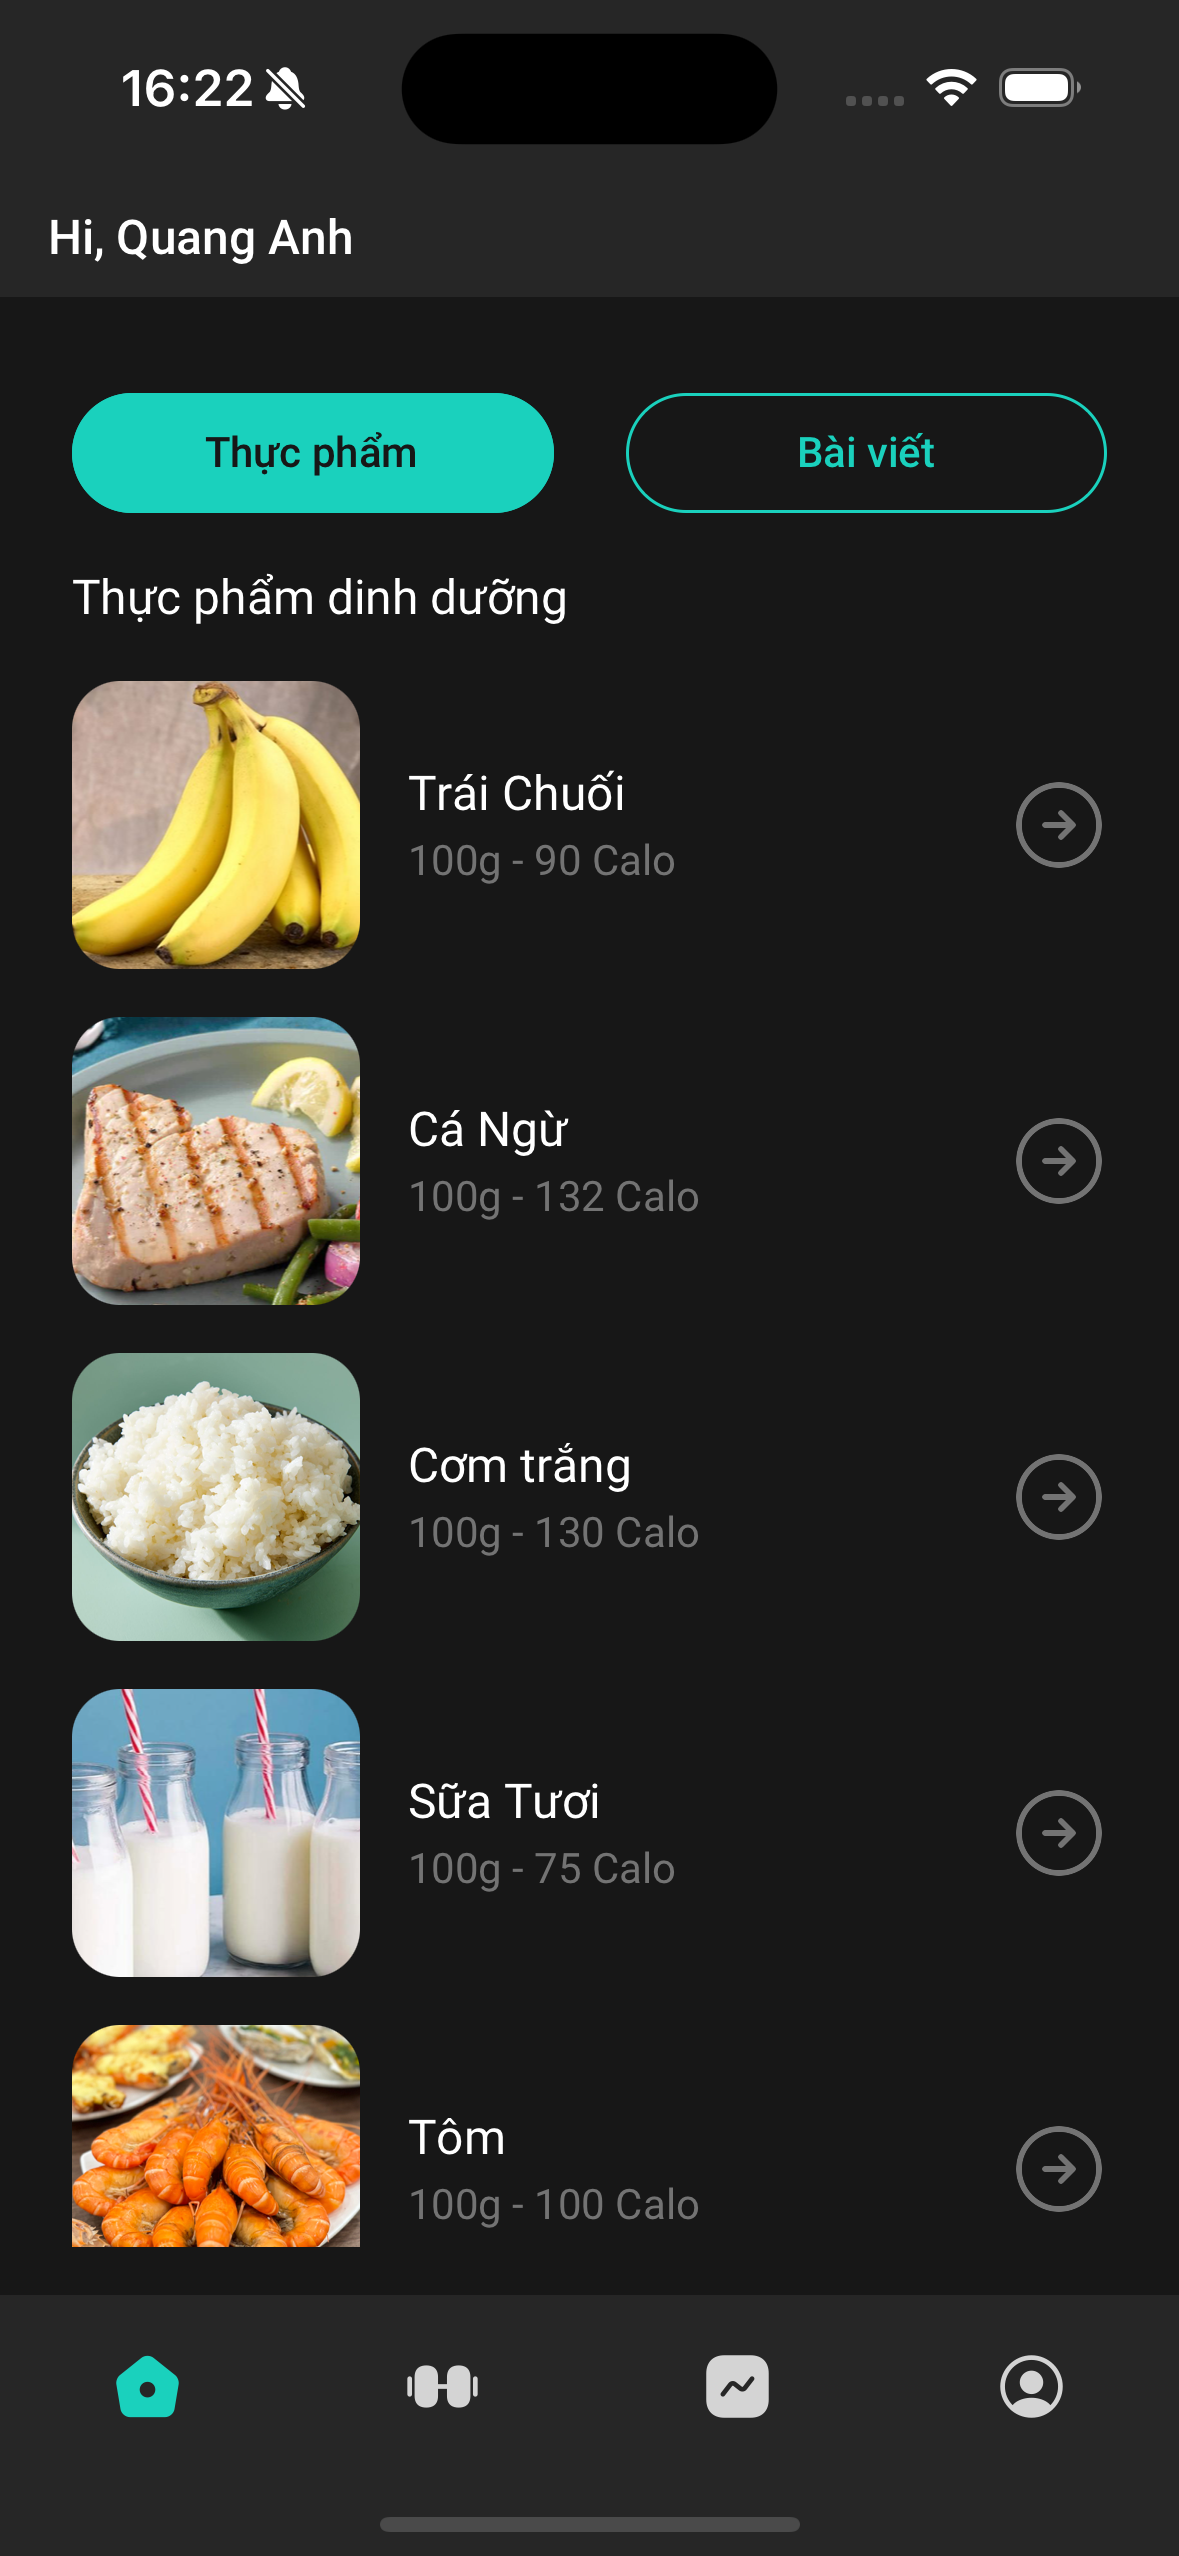 16:22
Hi, Quang Anh
Thực phẩm
Bài viết
Thực phẩm dinh dưỡng
Trái Chuối
100g - 90 Calo
Cá Ngừ
100g - 132 Calo
Cơm trắng
100g - 130 Calo
Sữa Tươi
100g - 75 Calo
Tôm
100g - 100 Calo